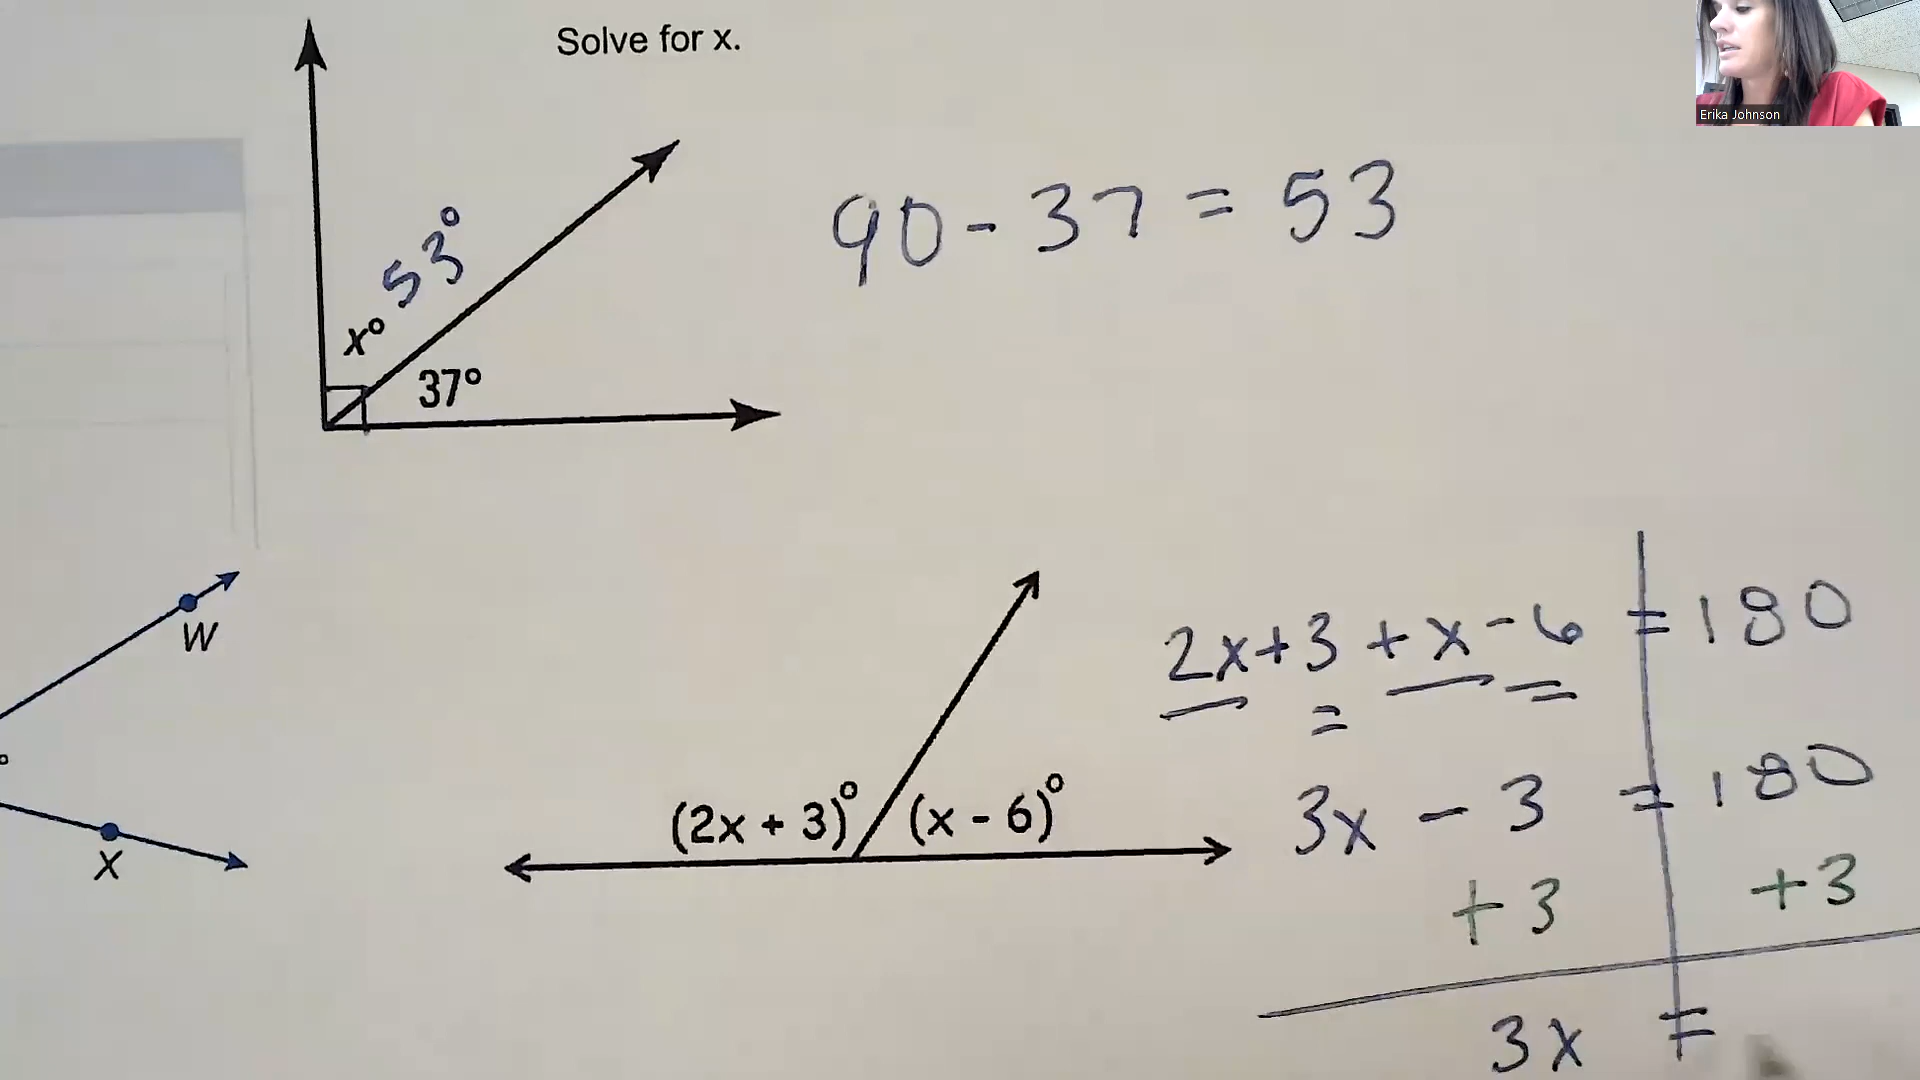 Solve for x.
Erika Johnson
90 - 37 = 53
53°
x°
37°
W
X
(2x + 3)° (x - 6)°
2x+3 +x-6 = 180
3x - 3 = 180
+3 +3
3x =